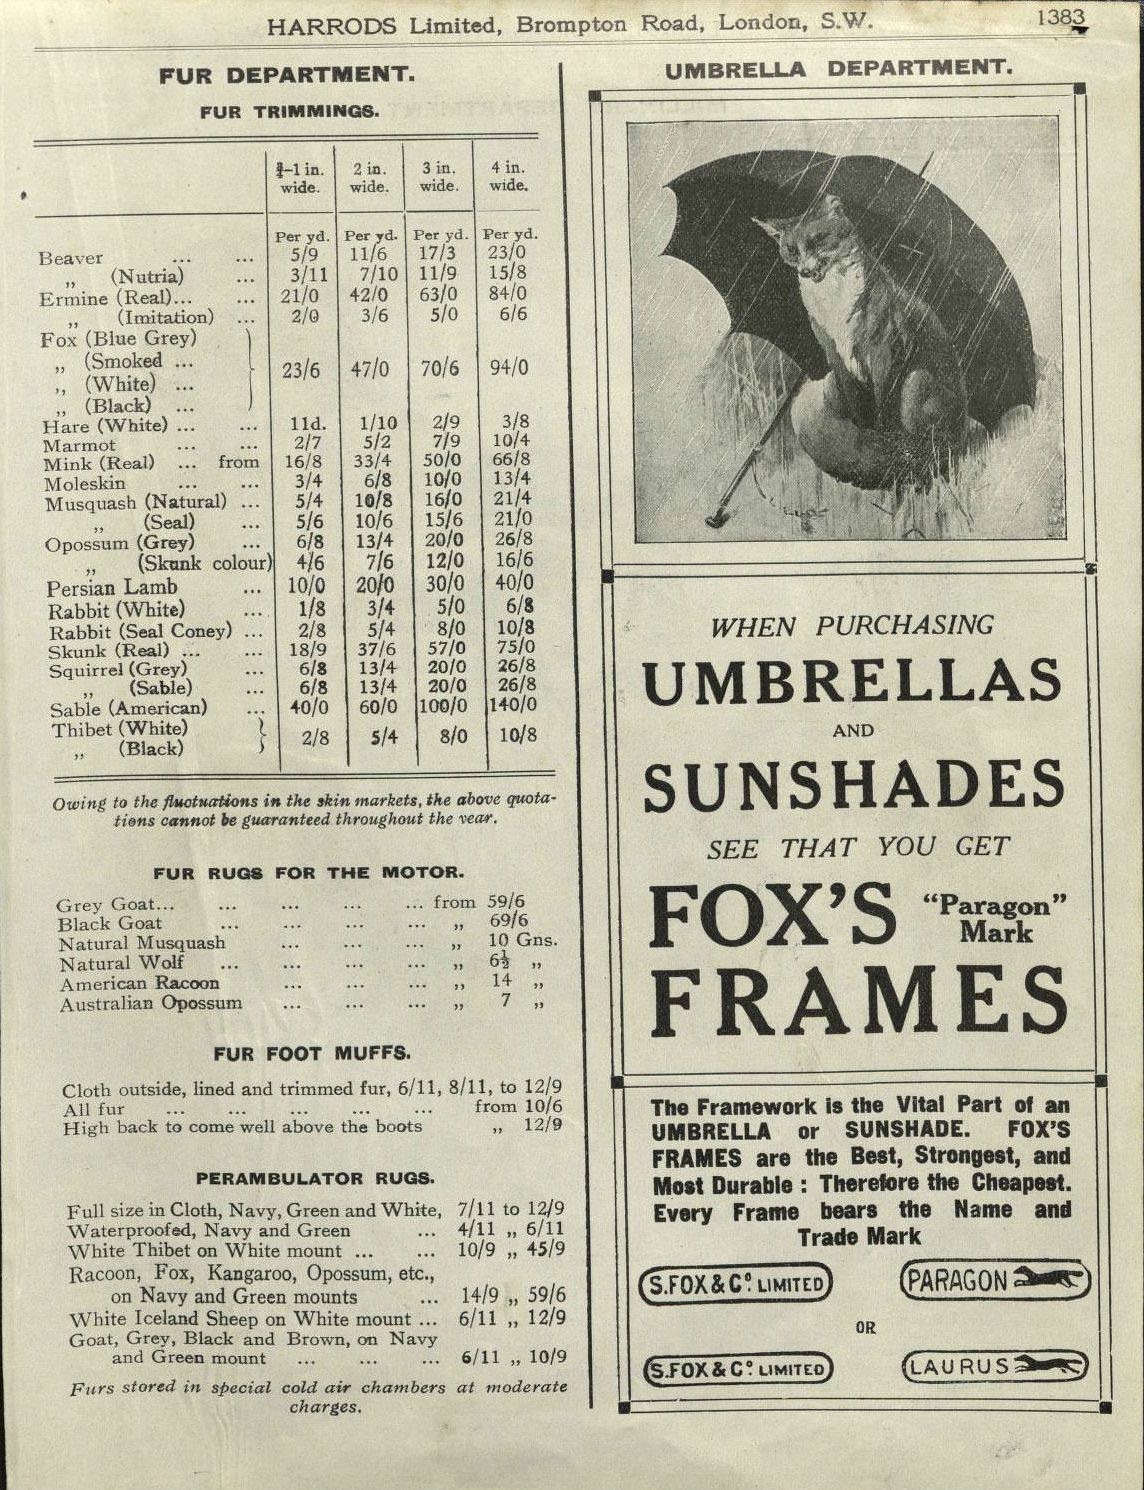 HARRODS Limited, Brompton Road, London, S.W.
1383
FUR DEPARTMENT.
FUR TRIMMINGS.
¾–1 in. wide. 2 in. wide. 3 in. wide. 4 in. wide.
Per yd. Per yd. Per yd. Per yd.
Beaver ... ... 5/9 11/6 17/3 23/0
„ (Nutria) ... 3/11 7/10 11/9 15/8
Ermine (Real)... ... 21/0 42/0 63/0 84/0
„ (Imitation) ... 2/0 3/6 5/0 6/6
Fox (Blue Grey)
„ (Smoked ...
„ (White) ...
„ (Black) ...
23/6 47/0 70/6 94/0
Hare (White) ... ... 11d. 1/10 2/9 3/8
Marmot ... ... 2/7 5/2 7/9 10/4
Mink (Real) ... from 16/8 33/4 50/0 66/8
Moleskin ... ... 3/4 6/8 10/0 13/4
Musquash (Natural) ... 5/4 10/8 16/0 21/4
„ (Seal) ... 5/6 10/6 15/6 21/0
Opossum (Grey) ... 6/8 13/4 20/0 26/8
„ (Skunk colour) 4/6 7/6 12/0 16/6
Persian Lamb ... 10/0 20/0 30/0 40/0
Rabbit (White) ... 1/8 3/4 5/0 6/8
Rabbit (Seal Coney) ... 2/8 5/4 8/0 10/8
Skunk (Real) ... ... 18/9 37/6 57/0 75/0
Squirrel (Grey) ... 6/8 13/4 20/0 26/8
„ (Sable) ... 6/8 13/4 20/0 26/8
Sable (American) ... 40/0 60/0 100/0 140/0
Thibet (White)
„ (Black)
2/8 5/4 8/0 10/8
Owing to the fluctuations in the skin markets, the above quota-
tions cannot be guaranteed throughout the year.
FUR RUGS FOR THE MOTOR.
Grey Goat... ... ... ... ... from 59/6
Black Goat ... ... ... ... „ 69/6
Natural Musquash ... ... ... „ 10 Gns.
Natural Wolf ... ... ... ... „ 6½ „
American Racoon ... ... ... „ 14 „
Australian Opossum ... ... ... „ 7 „
FUR FOOT MUFFS.
Cloth outside, lined and trimmed fur, 6/11, 8/11, to 12/9
All fur ... ... ... ... ... from 10/6
High back to come well above the boots „ 12/9
PERAMBULATOR RUGS.
Full size in Cloth, Navy, Green and White, 7/11 to 12/9
Waterproofed, Navy and Green ... 4/11 „ 6/11
White Thibet on White mount ... ... 10/9 „ 45/9
Racoon, Fox, Kangaroo, Opossum, etc.,
on Navy and Green mounts ... 14/9 „ 59/6
White Iceland Sheep on White mount ... 6/11 „ 12/9
Goat, Grey, Black and Brown, on Navy
and Green mount ... ... ... 6/11 „ 10/9
Furs stored in special cold air chambers at moderate
charges.
UMBRELLA DEPARTMENT.
WHEN PURCHASING
UMBRELLAS
AND
SUNSHADES
SEE THAT YOU GET
FOX'S "Paragon" Mark
FRAMES
The Framework is the Vital Part of an
UMBRELLA or SUNSHADE. FOX'S
FRAMES are the Best, Strongest, and
Most Durable : Therefore the Cheapest.
Every Frame bears the Name and
Trade Mark
S.FOX & Cº. LIMITED PARAGON
OR
S.FOX & Cº. LIMITED LAURUS